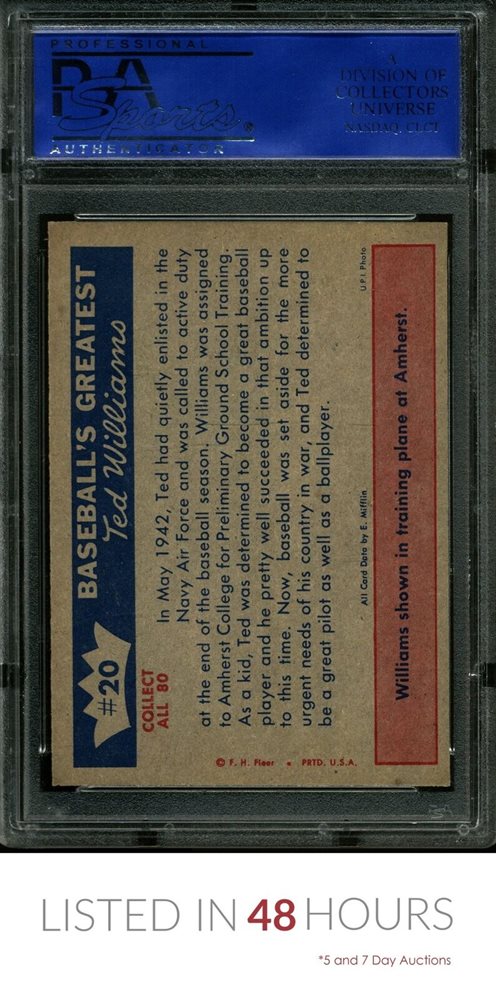 PROFESSIONAL
PSA
Sports®
AUTHENTICATOR
A
DIVISION OF
COLLECTORS
UNIVERSE
NASDAQ: CLCT
#20
BASEBALL'S GREATEST
Ted Williams
COLLECT
ALL 80
In May 1942, Ted had quietly enlisted in the
Navy Air Force and was called to active duty
at the end of the baseball season. Williams was assigned
to Amherst College for Preliminary Ground School Training.
As a kid, Ted was determined to become a great baseball
player and he pretty well succeeded in that ambition up
to this time. Now, baseball was set aside for the more
urgent needs of his country in war, and Ted determined to
be a great pilot as well as a ballplayer.
© F. H. Fleer • PRTD. U.S.A.
All Card Data by E. Mifflin
U.P.I. Photo
Williams shown in training plane at Amherst.
LISTED IN 48 HOURS
*5 and 7 Day Auctions